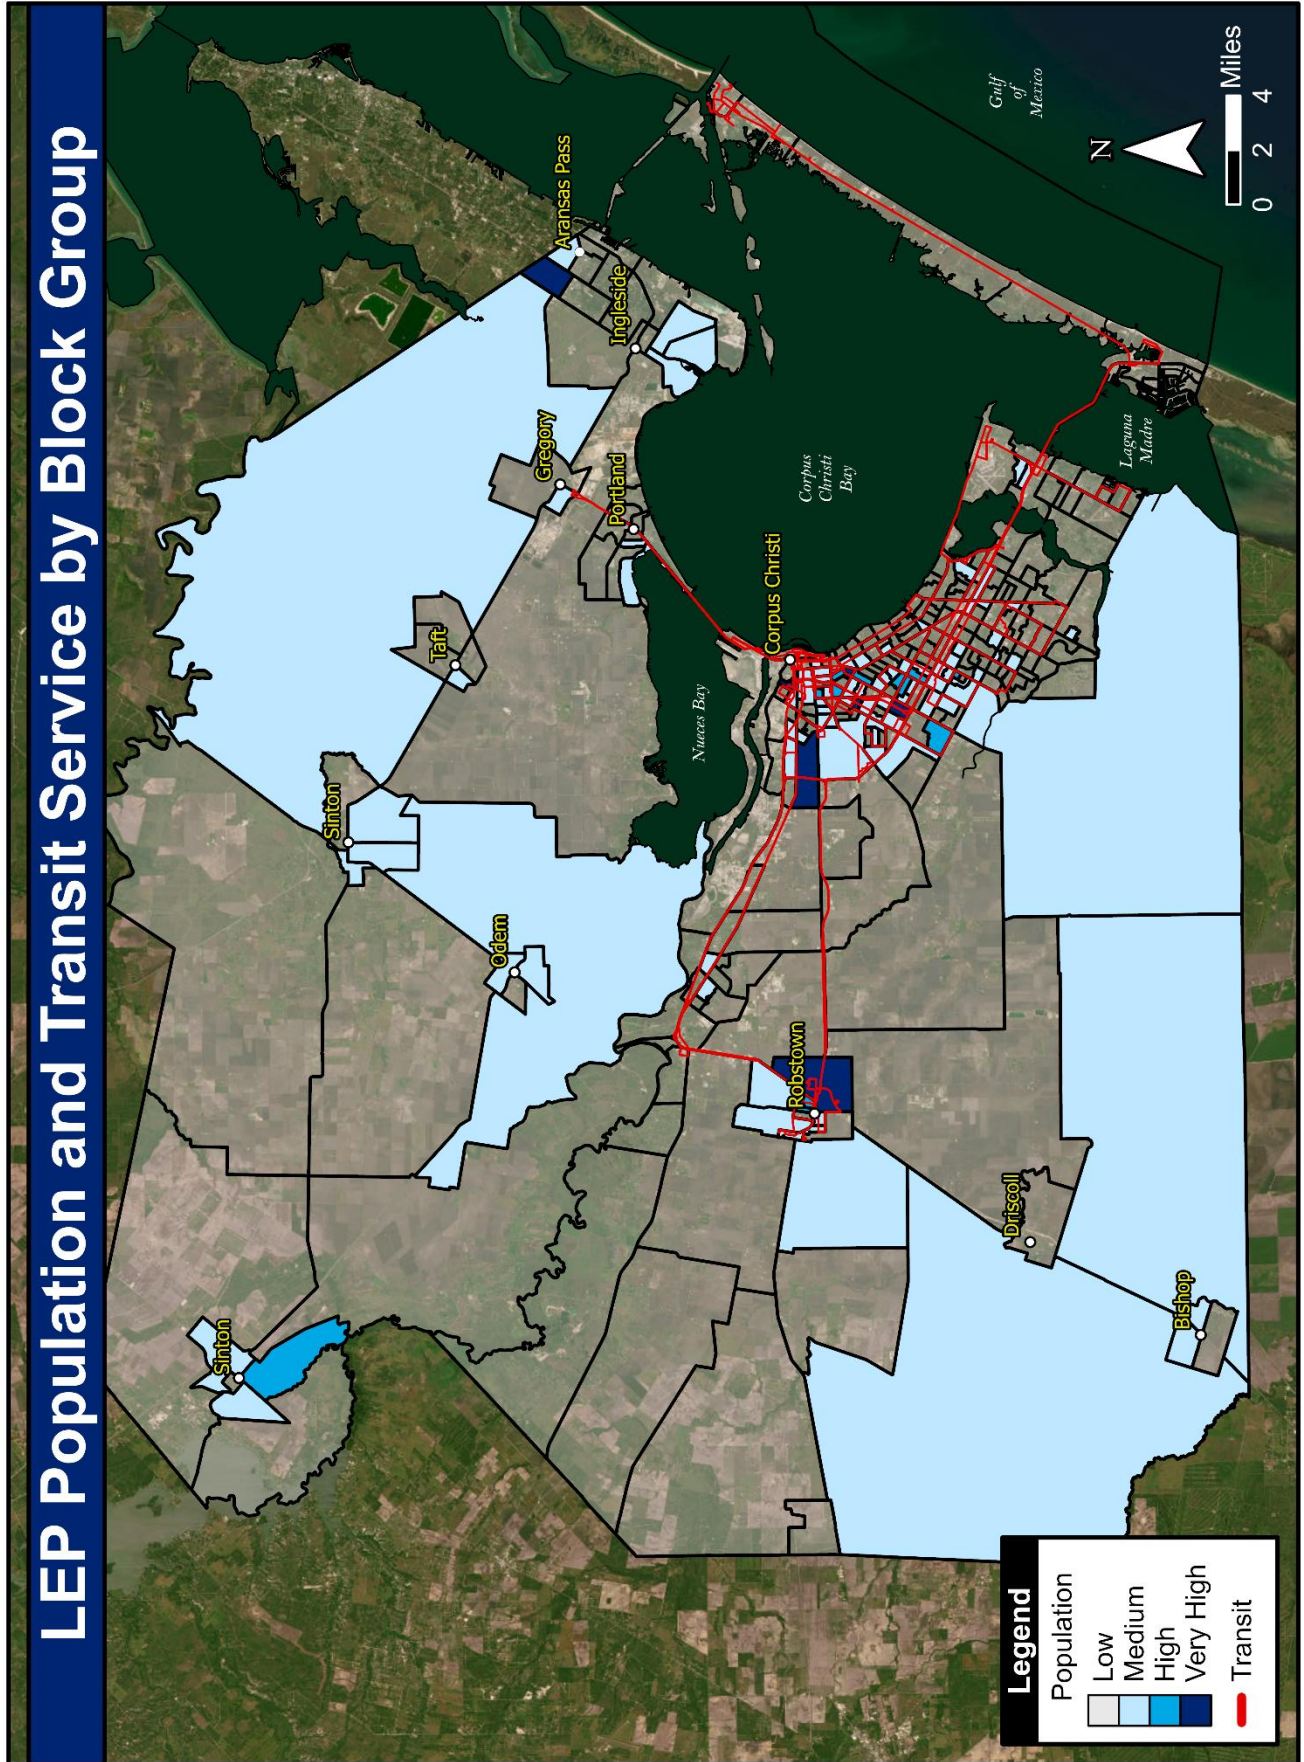 LEP Population and Transit Service by Block Group
Sinton
Sinton
Odem
Taft
Gregory
Portland
Ingleside
Aransas Pass
Nueces Bay
Corpus Christi
Corpus
Christi
Bay
Robstown
Driscoll
Bishop
Laguna
Madre
Gulf
of
Mexico
N
Miles
0 2 4
Legend
Population
Low
Medium
High
Very High
Transit